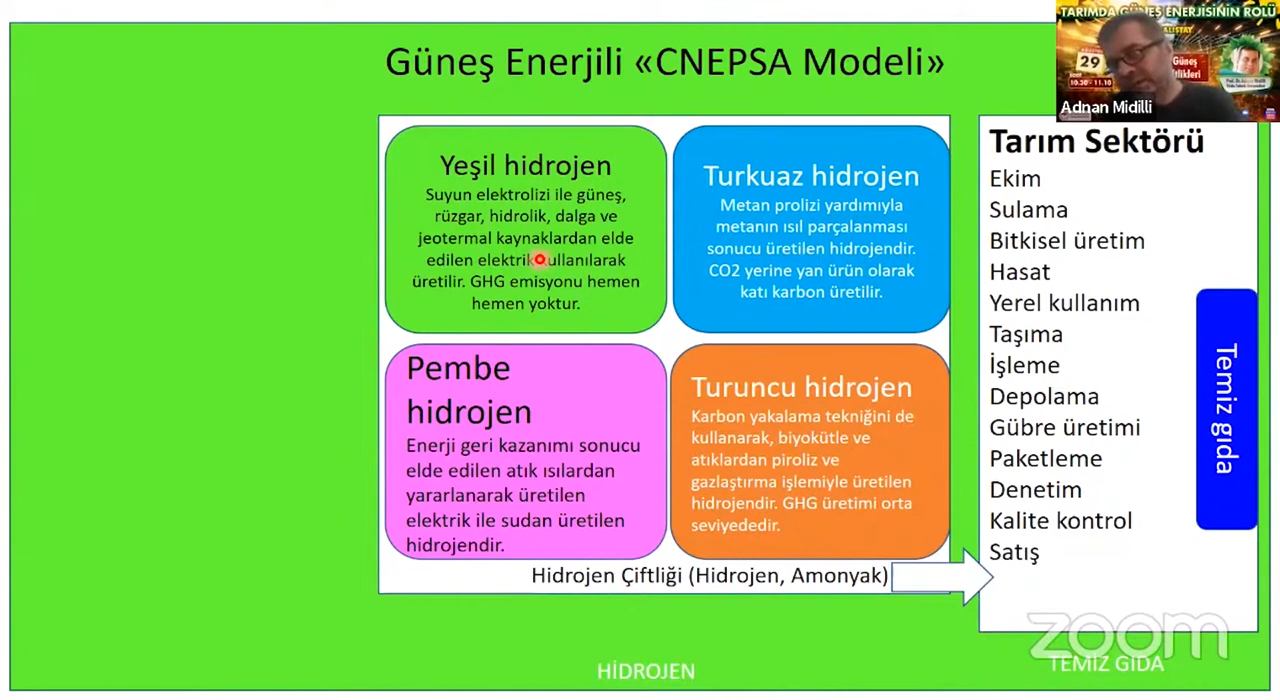 Güneş Enerjili «CNEPSA Modeli»
TARIMDA GÜNEŞ ENERJİSİNİN ROLÜ
29
10.30 - 11.10
Güneş
Adnan Midilli
Yeşil hidrojen
Suyun elektrolizi ile güneş,
rüzgar, hidrolik, dalga ve
jeotermal kaynaklardan elde
edilen elektrik kullanılarak
üretilir. GHG emisyonu hemen
hemen yoktur.
Turkuaz hidrojen
Metan prolizi yardımıyla
metanın ısıl parçalanması
sonucu üretilen hidrojendir.
CO2 yerine yan ürün olarak
katı karbon üretilir.
Pembe
hidrojen
Enerji geri kazanımı sonucu
elde edilen atık ısılardan
yararlanarak üretilen
elektrik ile sudan üretilen
hidrojendir.
Turuncu hidrojen
Karbon yakalama tekniğini de
kullanarak, biyokütle ve
atıklardan piroliz ve
gazlaştırma işlemiyle üretilen
hidrojendir. GHG üretimi orta
seviyededir.
Hidrojen Çiftliği (Hidrojen, Amonyak)
Tarım Sektörü
Ekim
Sulama
Bitkisel üretim
Hasat
Yerel kullanım
Taşıma
İşleme
Depolama
Gübre üretimi
Paketleme
Denetim
Kalite kontrol
Satış
Temiz gıda
zoom
HİDROJEN
TEMİZ GIDA